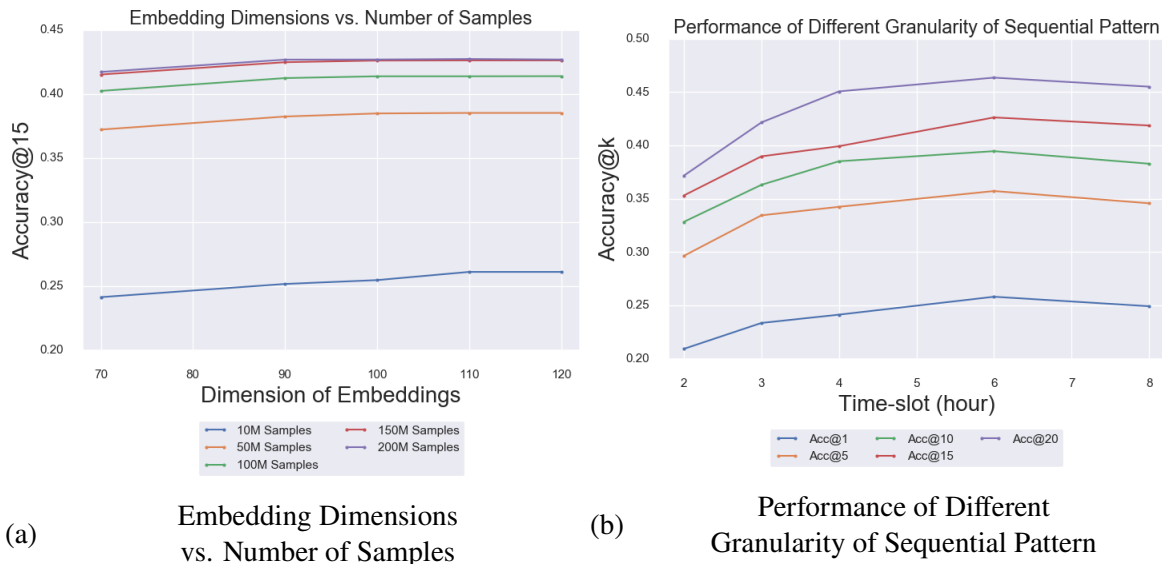 Embedding Dimensions vs. Number of Samples
0.45
0.40
0.35
0.30
0.25
0.20
Accuracy@15
70 80 90 100 110 120
Dimension of Embeddings
10M Samples 150M Samples
50M Samples 200M Samples
100M Samples
(a) Embedding Dimensions
vs. Number of Samples
Performance of Different Granularity of Sequential Pattern
0.50
0.45
0.40
0.35
0.30
0.25
0.20
Accuracy@k
2 3 4 5 6 7 8
Time-slot (hour)
Acc@1 Acc@10 Acc@20
Acc@5 Acc@15
(b) Performance of Different
Granularity of Sequential Pattern